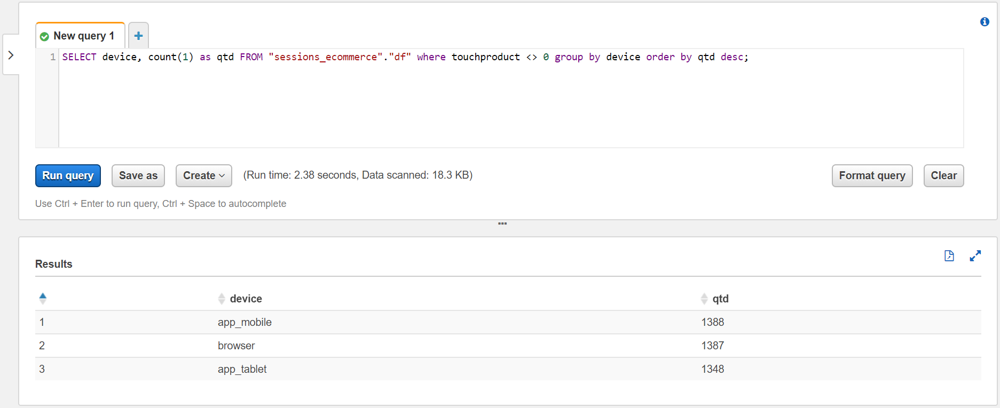 New query 1 +
1 SELECT device, count(1) as qtd FROM "sessions_ecommerce"."df" where touchproduct <> 0 group by device order by qtd desc;
Run query Save as Create (Run time: 2.38 seconds, Data scanned: 18.3 KB) Format query Clear
Use Ctrl + Enter to run query, Ctrl + Space to autocomplete
Results
device qtd
1 app_mobile 1388
2 browser 1387
3 app_tablet 1348